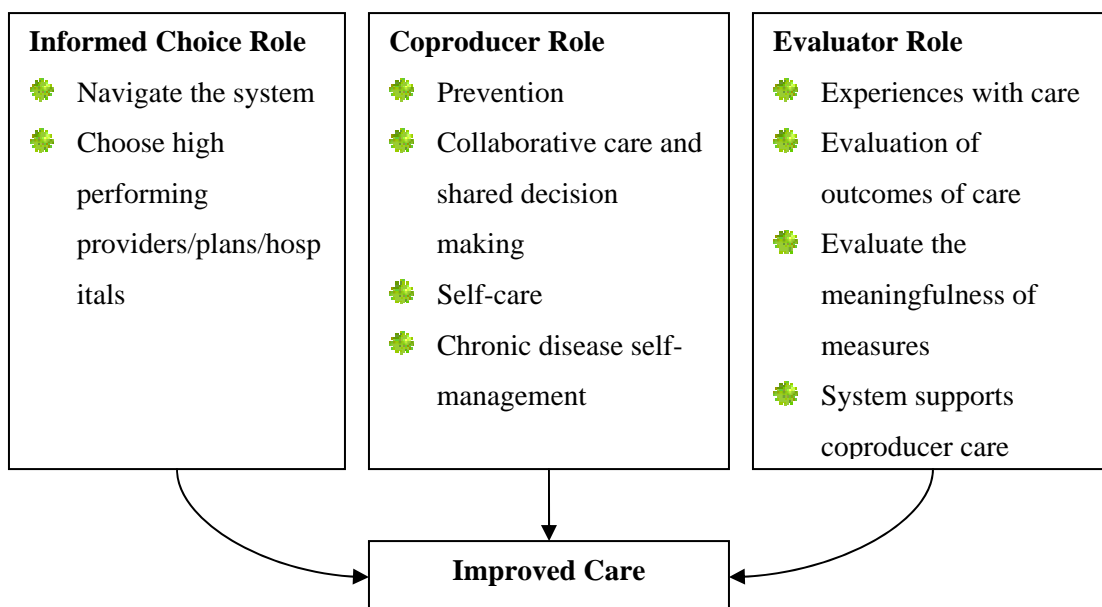 Informed Choice Role
Navigate the system
Choose high
performing
providers/plans/hosp
itals
Coproducer Role
Prevention
Collaborative care and
shared decision
making
Self-care
Chronic disease self-
management
Evaluator Role
Experiences with care
Evaluation of
outcomes of care
Evaluate the
meaningfulness of
measures
System supports
coproducer care
Improved Care